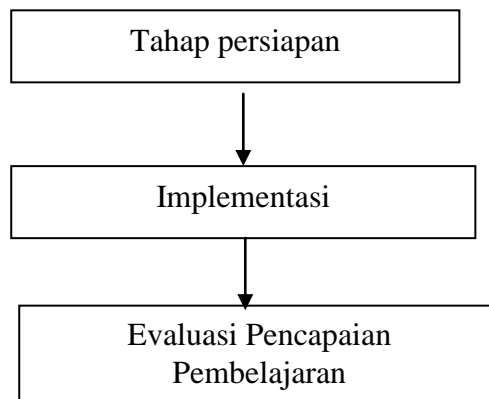 Tahap persiapan
Implementasi
Evaluasi Pencapaian
Pembelajaran